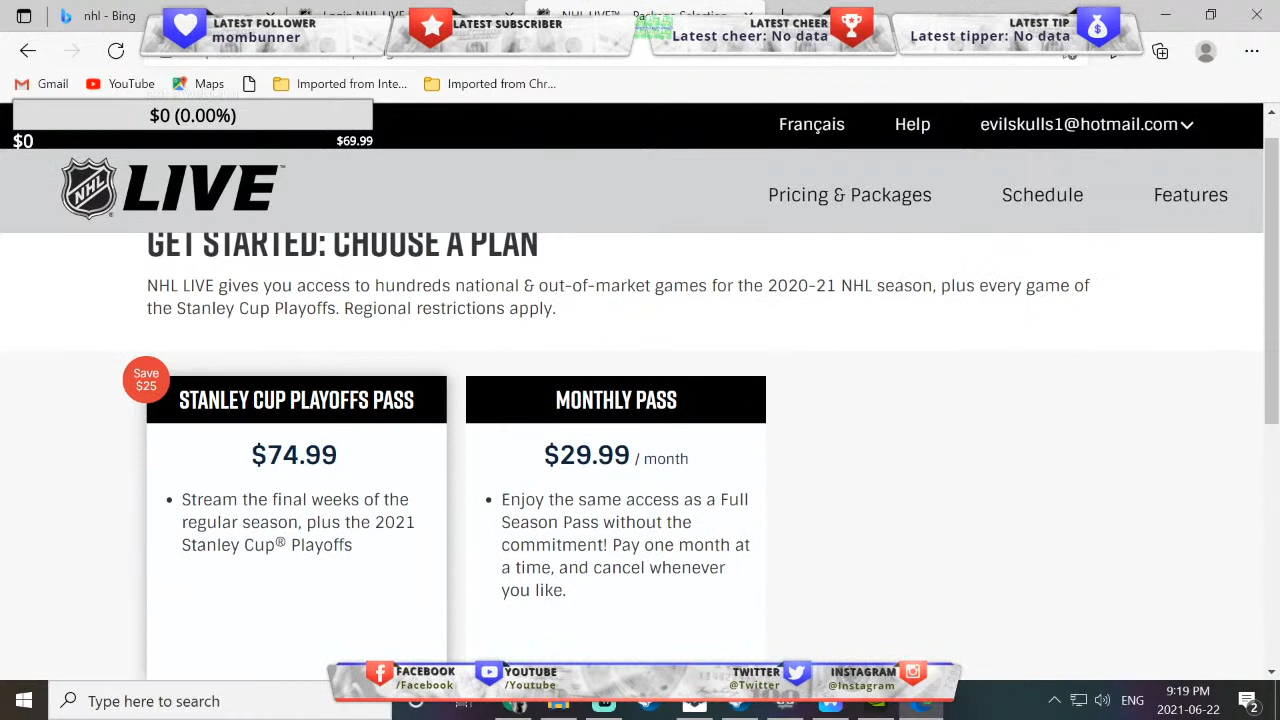 Bing
NHL LIVE™ Package Selection
LATEST FOLLOWER
mombunner
LATEST SUBSCRIBER
LATEST CHEER
Latest cheer: No data
LATEST TIP
Latest tipper: No data
Gmail
YouTube
Maps
Imported from Inte...
Imported from Chr...
$0 (0.00%)
$0
$69.99
Français
Help
evilskulls1@hotmail.com
NHL LIVE™
Pricing & Packages
Schedule
Features
GET STARTED: CHOOSE A PLAN
NHL LIVE gives you access to hundreds national & out-of-market games for the 2020-21 NHL season, plus every game of
the Stanley Cup Playoffs. Regional restrictions apply.
Save
$25
STANLEY CUP PLAYOFFS PASS
$74.99
• Stream the final weeks of the
regular season, plus the 2021
Stanley Cup® Playoffs
MONTHLY PASS
$29.99 / month
• Enjoy the same access as a Full
Season Pass without the
commitment! Pay one month at
a time, and cancel whenever
you like.
FACEBOOK
/Facebook
YOUTUBE
/Youtube
TWITTER
@Twitter
INSTAGRAM
@Instagram
Type here to search
ENG
9:19 PM
2021-06-22
2